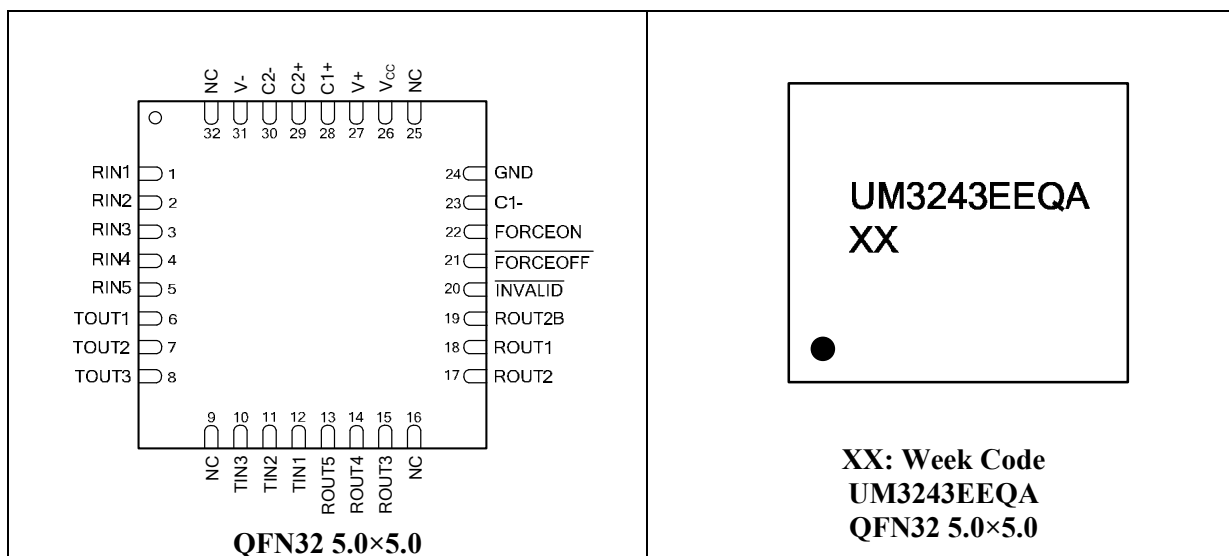 NC V- C2- C2+ C1+ V+ VCC NC
32 31 30 29 28 27 26 25
RIN1 1
RIN2 2
RIN3 3
RIN4 4
RIN5 5
TOUT1 6
TOUT2 7
TOUT3 8
24 GND
23 C1-
22 FORCEON
21 FORCEOFF
20 INVALID
19 ROUT2B
18 ROUT1
17 ROUT2
9 10 11 12 13 14 15 16
NC TIN3 TIN2 TIN1 ROUT5 ROUT4 ROUT3 NC
QFN32 5.0×5.0
UM3243EEQA
XX
XX: Week Code
UM3243EEQA
QFN32 5.0×5.0